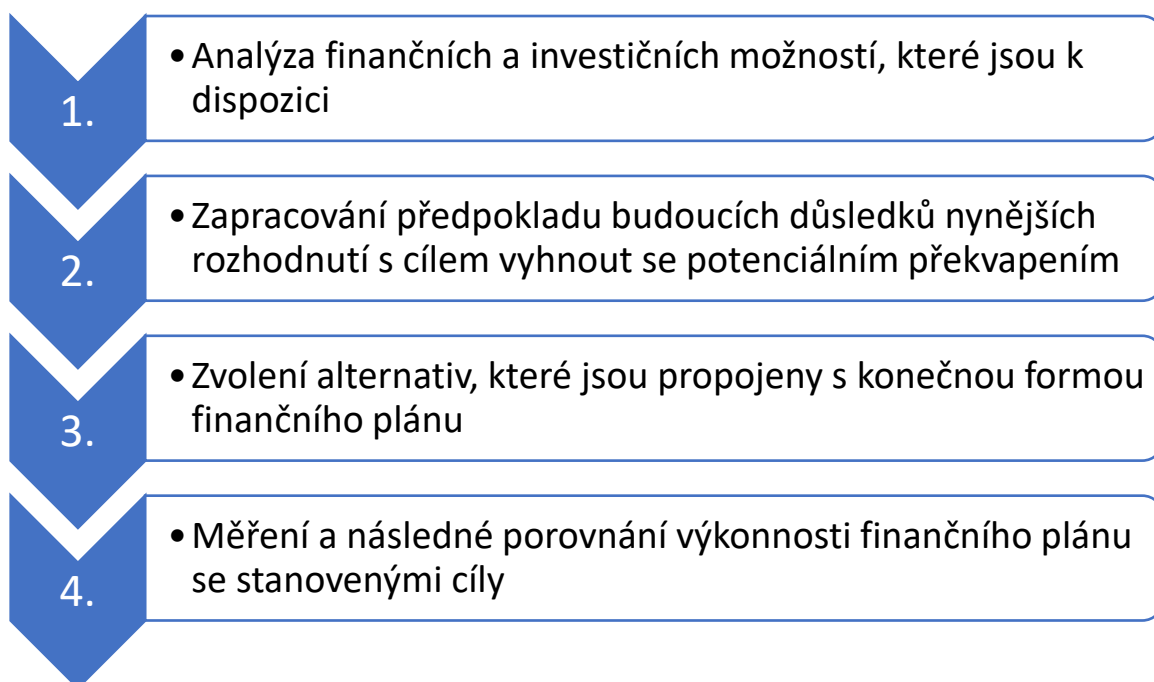 1.
• Analýza finančních a investičních možností, které jsou k
dispozici
2.
• Zapracování předpokladu budoucích důsledků nynějších
rozhodnutí s cílem vyhnout se potenciálním překvapením
3.
• Zvolení alternativ, které jsou propojeny s konečnou formou
finančního plánu
4.
• Měření a následné porovnání výkonnosti finančního plánu
se stanovenými cíly